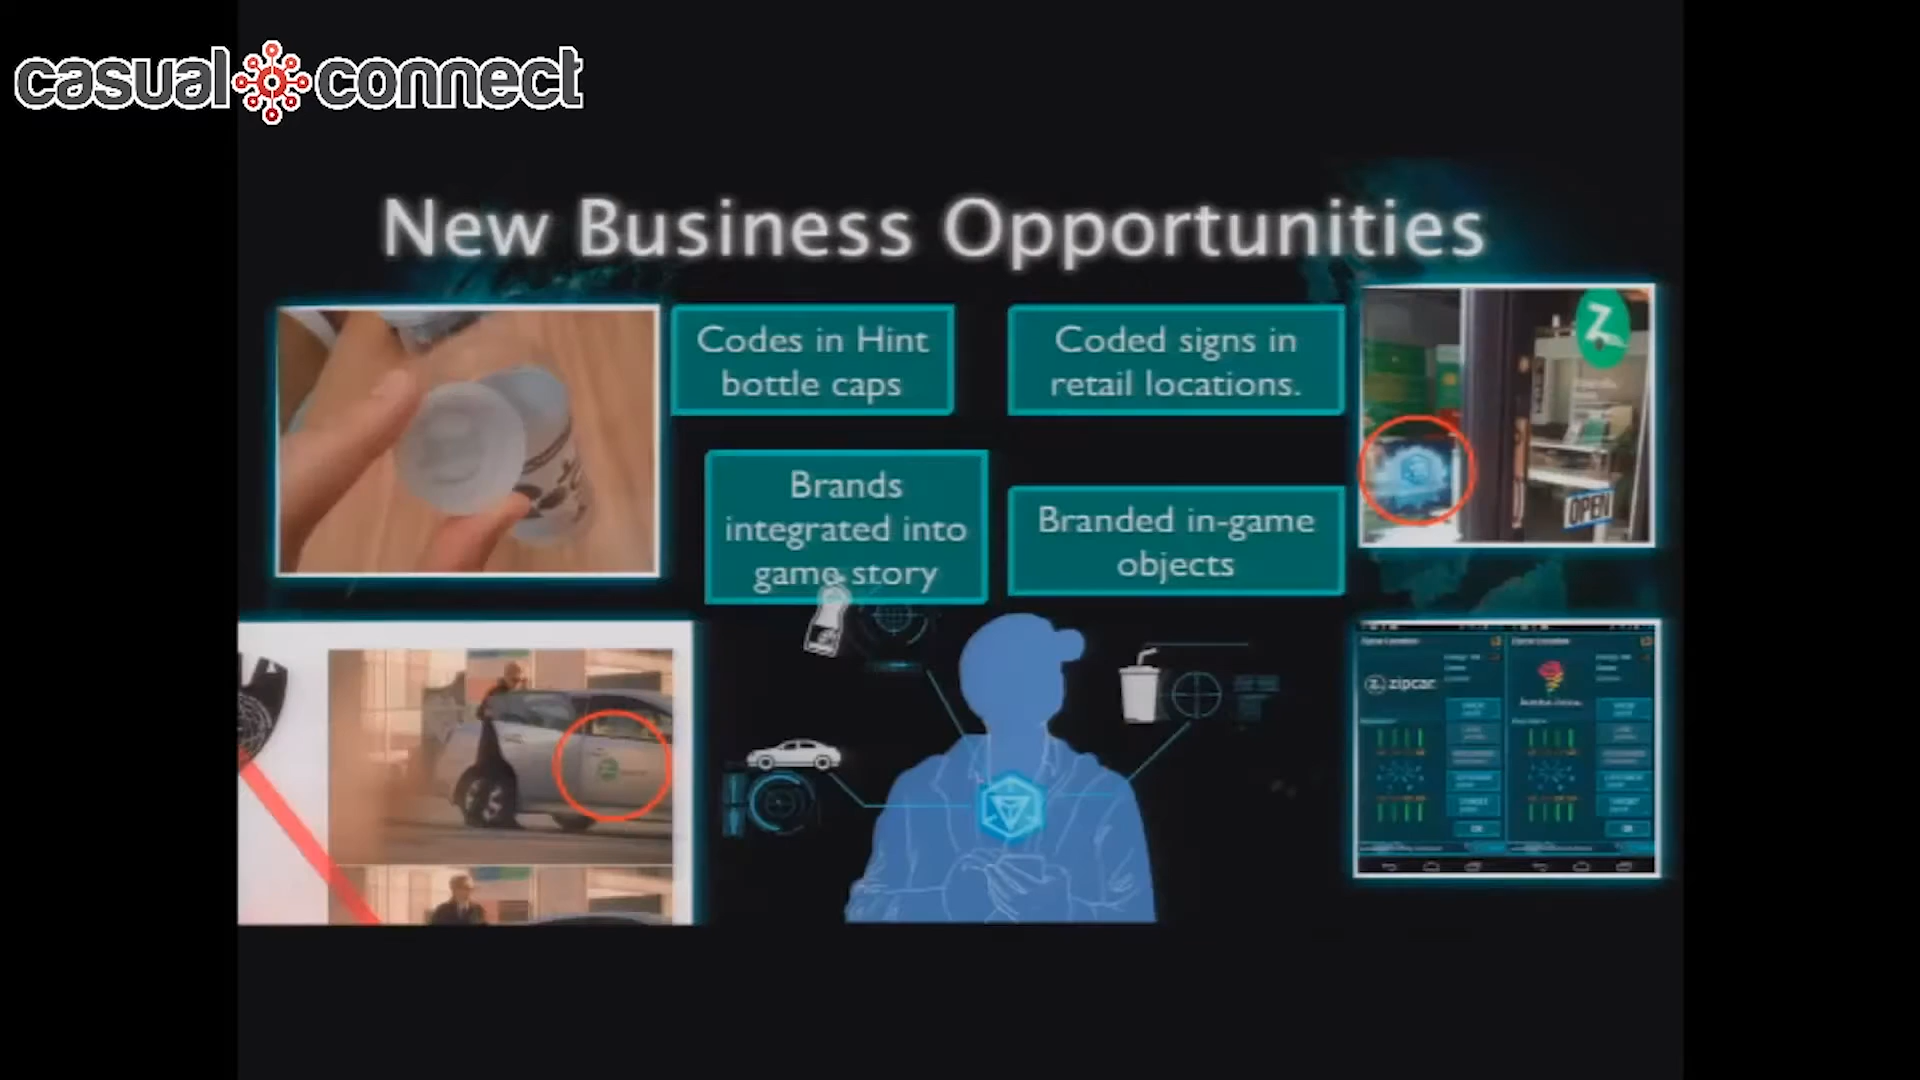 casual connect
New Business Opportunities
Codes in Hint
bottle caps
Coded signs in
retail locations.
Brands
integrated into
game story
Branded in-game
objects
Z
OPEN
zipcar